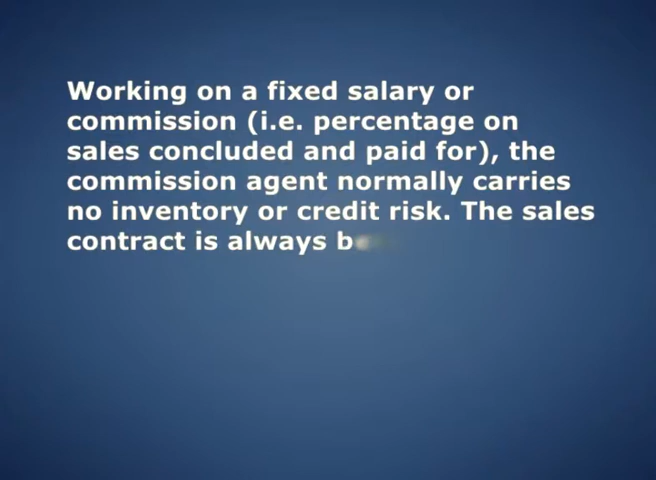 Working on a fixed salary or
commission (i.e. percentage on
sales concluded and paid for), the
commission agent normally carries
no inventory or credit risk. The sales
contract is always